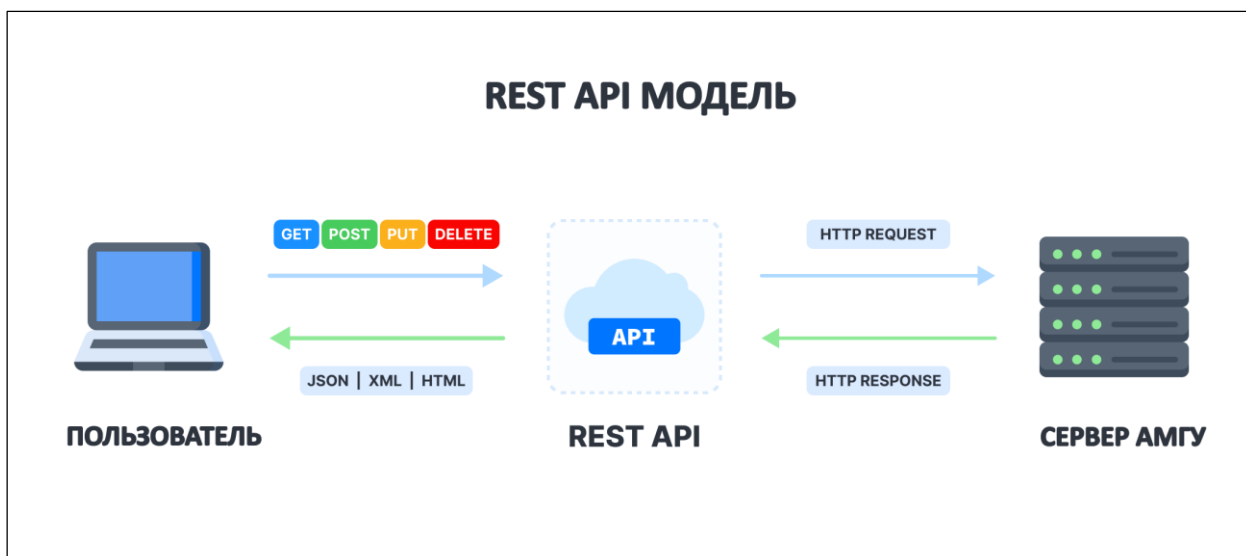 REST API МОДЕЛЬ
GET POST PUT DELETE
HTTP REQUEST
API
JSON | XML | HTML
HTTP RESPONSE
ПОЛЬЗОВАТЕЛЬ
REST API
СЕРВЕР АМГУ